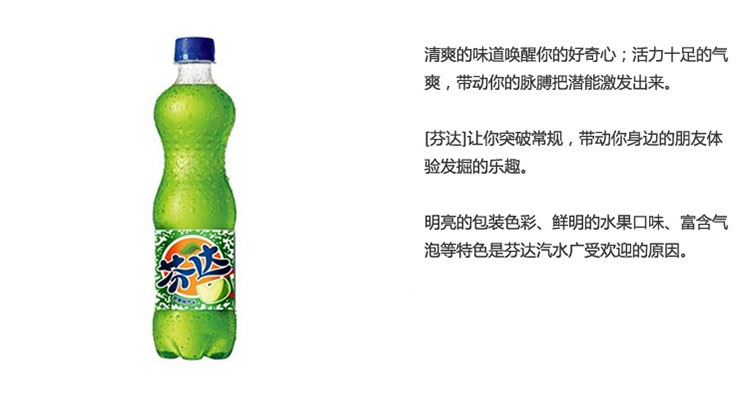 清爽的味道唤醒你的好奇心；活力十足的气
爽，带动你的脉膊把潜能激发出来。
[芬达]让你突破常规，带动你身边的朋友体
验发掘的乐趣。
明亮的包装色彩、鲜明的水果口味、富含气
泡等特色是芬达汽水广受欢迎的原因。
芬达